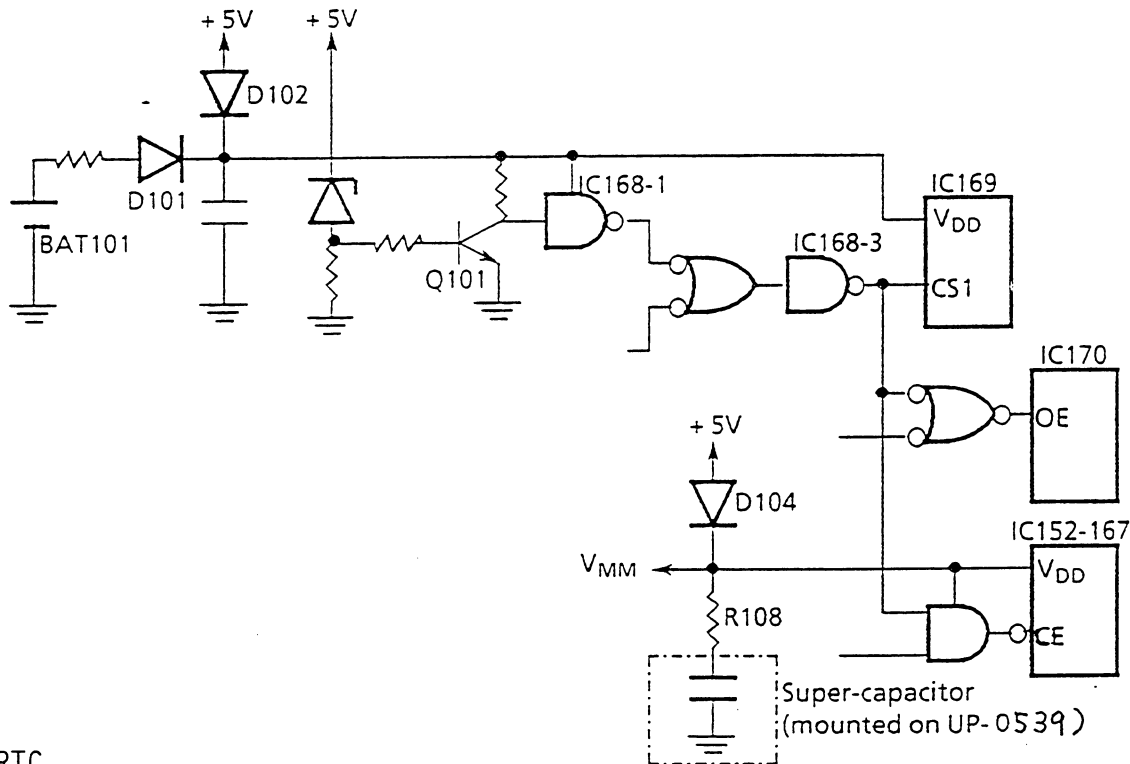 + 5V
+ 5V
D102
D101
BAT101
Q101
IC168-1
IC168-3
IC169
VDD
CS1
IC170
OE
+ 5V
D104
VMM
R108
IC152-167
VDD
CE
Super-capacitor
(mounted on UP-0539)